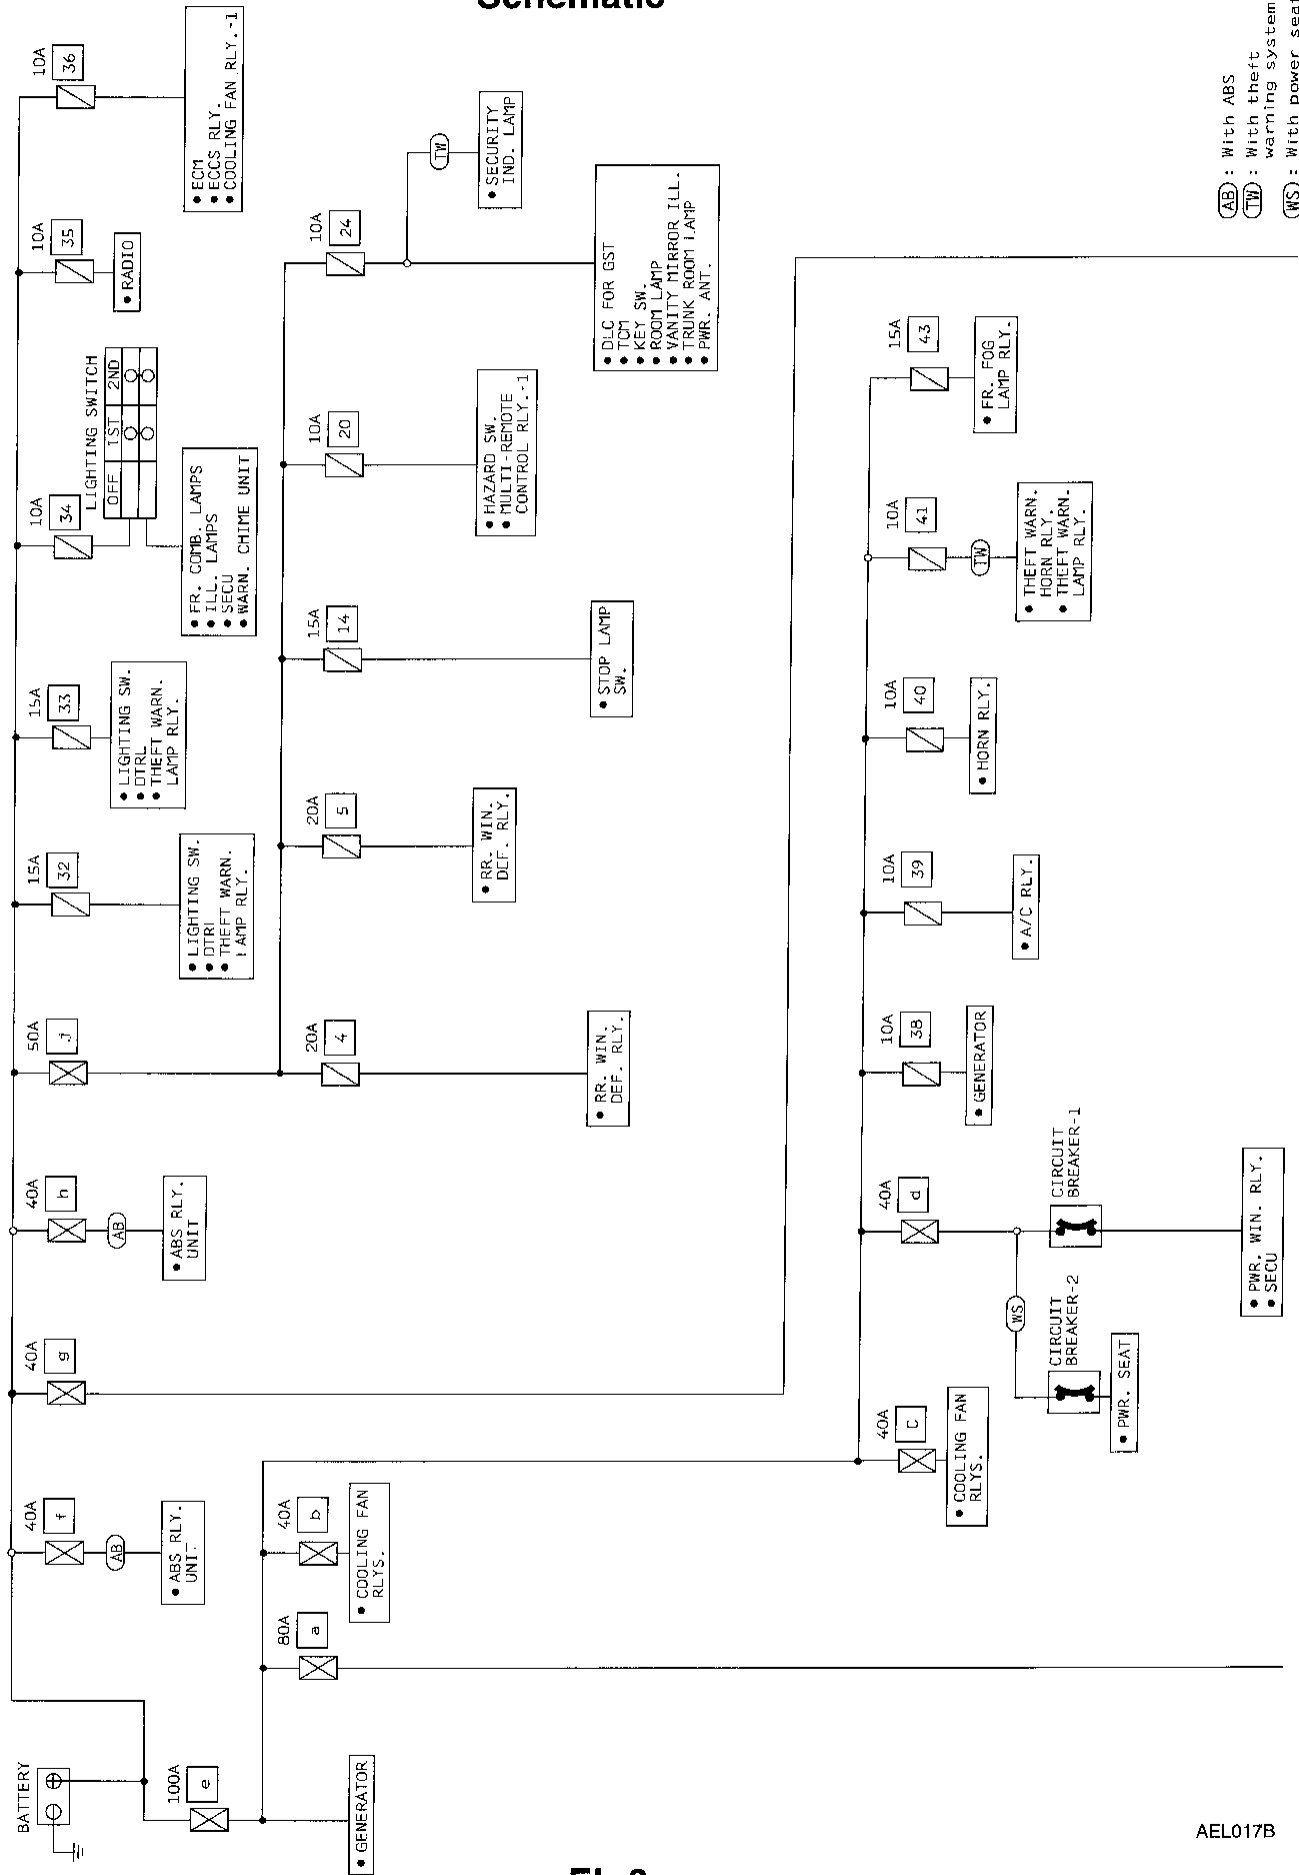 Schematic
BATTERY
100A
e
• GENERATOR
40A
f
AB
• ABS RLY.
UNIT
40A
g
40A
h
AB
• ABS RLY.
UNIT
50A
j
15A
32
• LIGHTING SW.
• DTRL
• THEFT WARN.
LAMP RLY.
15A
33
• LIGHTING SW.
• DTRL
• THEFT WARN.
LAMP RLY.
10A
34
LIGHTING SWITCH
OFF 1ST 2ND
• FR. COMB. LAMPS
• ILL. LAMPS
• SECU
• WARN. CHIME UNIT
10A
35
• RADIO
10A
36
• ECM
• ECCS RLY.
• COOLING FAN RLY.-1
20A
4
• RR. WIN.
DEF. RLY.
20A
5
• RR. WIN.
DEF. RLY.
15A
14
• STOP LAMP
SW.
10A
20
• HAZARD SW.
• MULTI-REMOTE
CONTROL RLY.-1
10A
24
TW
• SECURITY
IND. LAMP
• DLC FOR GST
• TCM
• KEY SW.
• ROOM LAMP
• VANITY MIRROR ILL.
• TRUNK ROOM LAMP
• PWR. ANT.
80A
a
40A
b
• COOLING FAN
RLYS.
40A
c
• COOLING FAN
RLYS.
40A
d
WS
CIRCUIT
BREAKER-2
• PWR. SEAT
CIRCUIT
BREAKER-1
• PWR. WIN. RLY.
• SECU
10A
38
• GENERATOR
10A
39
• A/C RLY.
10A
40
• HORN RLY.
10A
41
TW
• THEFT WARN.
HORN RLY.
• THEFT WARN.
LAMP RLY.
15A
43
• FR. FOG
LAMP RLY.
AB : With ABS
TW : With theft
warning system
WS : With power seat
AEL017B